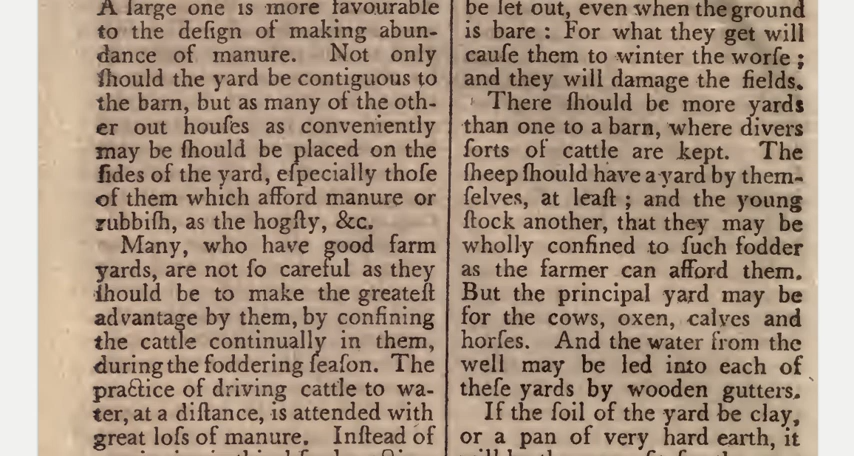 A large one is more favourable
to the deſign of making abun-
dance of manure. Not only
ſhould the yard be contiguous to
the barn, but as many of the oth-
er out houſes as conveniently
may be ſhould be placed on the
ſides of the yard, eſpecially thoſe
of them which afford manure or
rubbiſh, as the hogſty, &c.
Many, who have good farm
yards, are not ſo careful as they
ſhould be to make the greateſt
advantage by them, by confining
the cattle continually in them,
during the foddering ſeaſon. The
practice of driving cattle to wa-
ter, at a diſtance, is attended with
great loſs of manure. Inſtead of
be let out, even when the ground
is bare : For what they get will
cauſe them to winter the worſe ;
and they will damage the fields.
There ſhould be more yards
than one to a barn, where divers
ſorts of cattle are kept. The
ſheep ſhould have a yard by them-
ſelves, at leaſt ; and the young
ſtock another, that they may be
wholly confined to ſuch fodder
as the farmer can afford them.
But the principal yard may be
for the cows, oxen, calves and
horſes. And the water from the
well may be led into each of
theſe yards by wooden gutters.
If the ſoil of the yard be clay,
or a pan of very hard earth, it